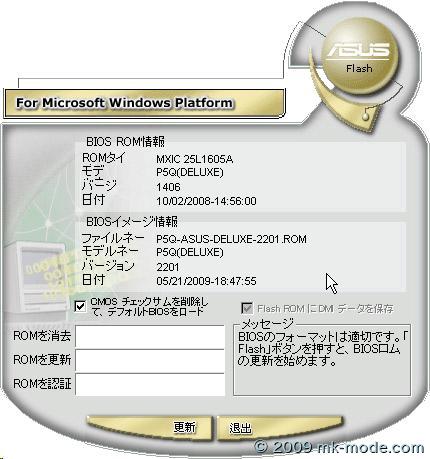 ASUS
Flash
For Microsoft Windows Platform
BIOS ROM情報
ROMタイ MXIC 25L1605A
モデ P5Q(DELUXE)
バージ 1406
日付 10/02/2008-14:56:00
BIOSイメージ情報
ファイルネー P5Q-ASUS-DELUXE-2201.ROM
モデルネー P5Q(DELUXE)
バージョン 2201
日付 05/21/2009-18:47:55
CMOS チェックサムを削除し
て、デフォルトBIOSをロード
Flash ROM にDMI データを保存
ROMを消去
ROMを更新
ROMを認証
メッセージ
BIOSのフォーマットは適切です。「
Flash」ボタンを押すと、BIOSロム
の更新を始めます。
更新
退出
© 2009 mk-mode.com